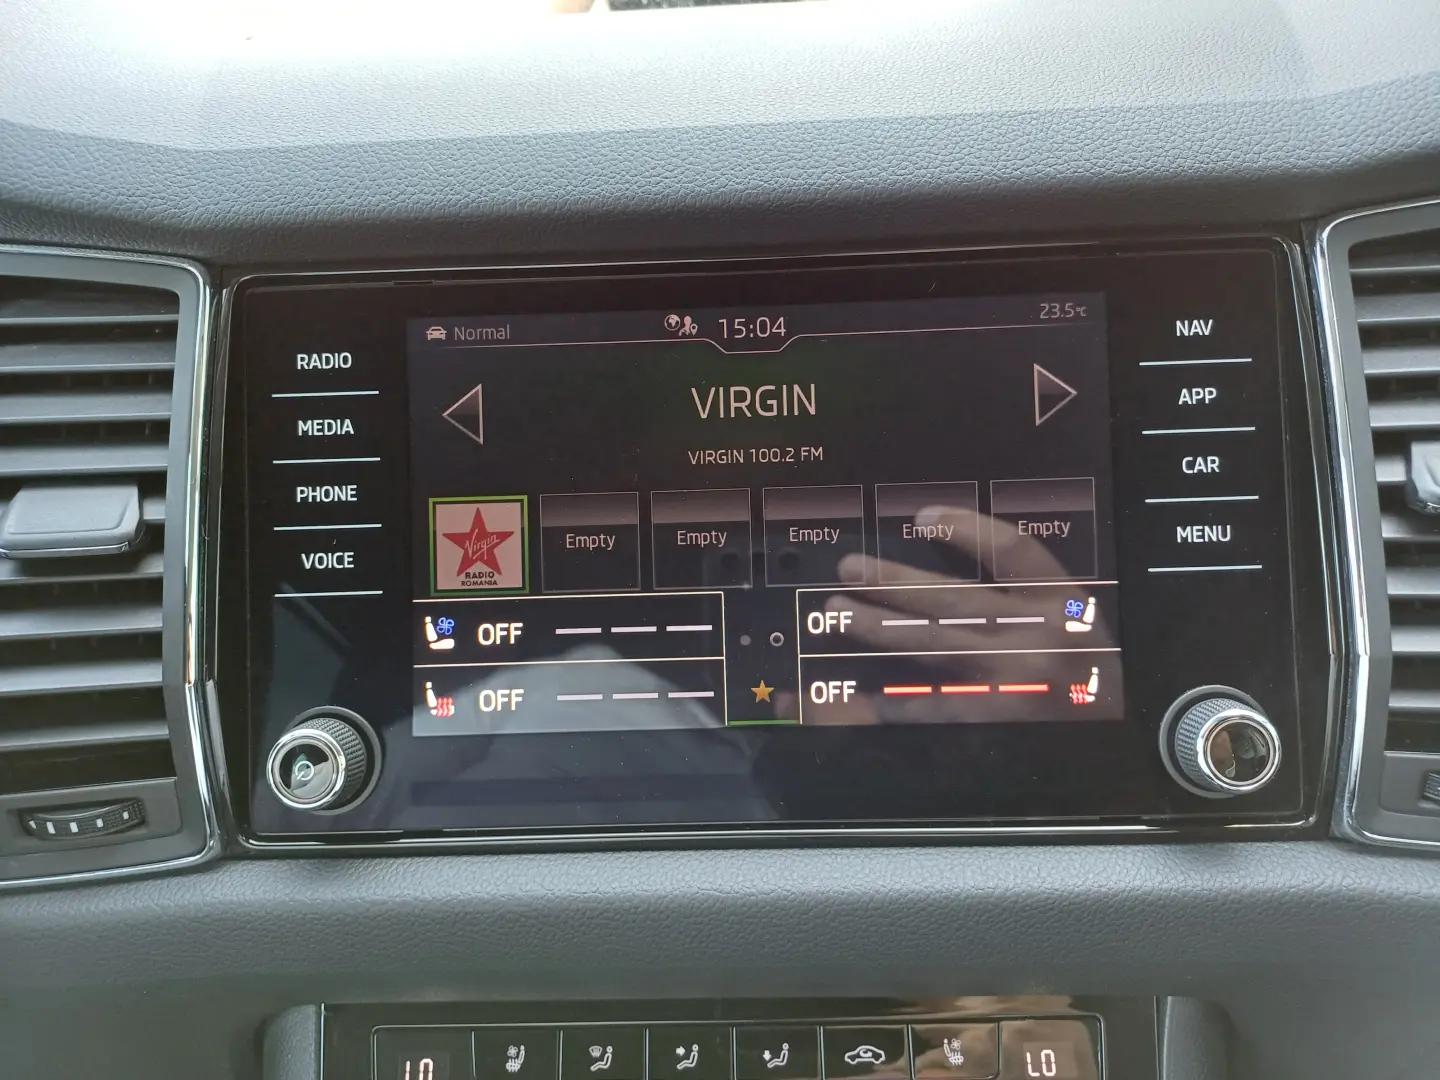 Normal
15:04
23.5°C
RADIO
MEDIA
PHONE
VOICE
VIRGIN
VIRGIN 100.2 FM
Virgin
RADIO
ROMANIA
Empty
Empty
Empty
Empty
Empty
OFF
OFF
OFF
OFF
NAV
APP
CAR
MENU
LO
LO